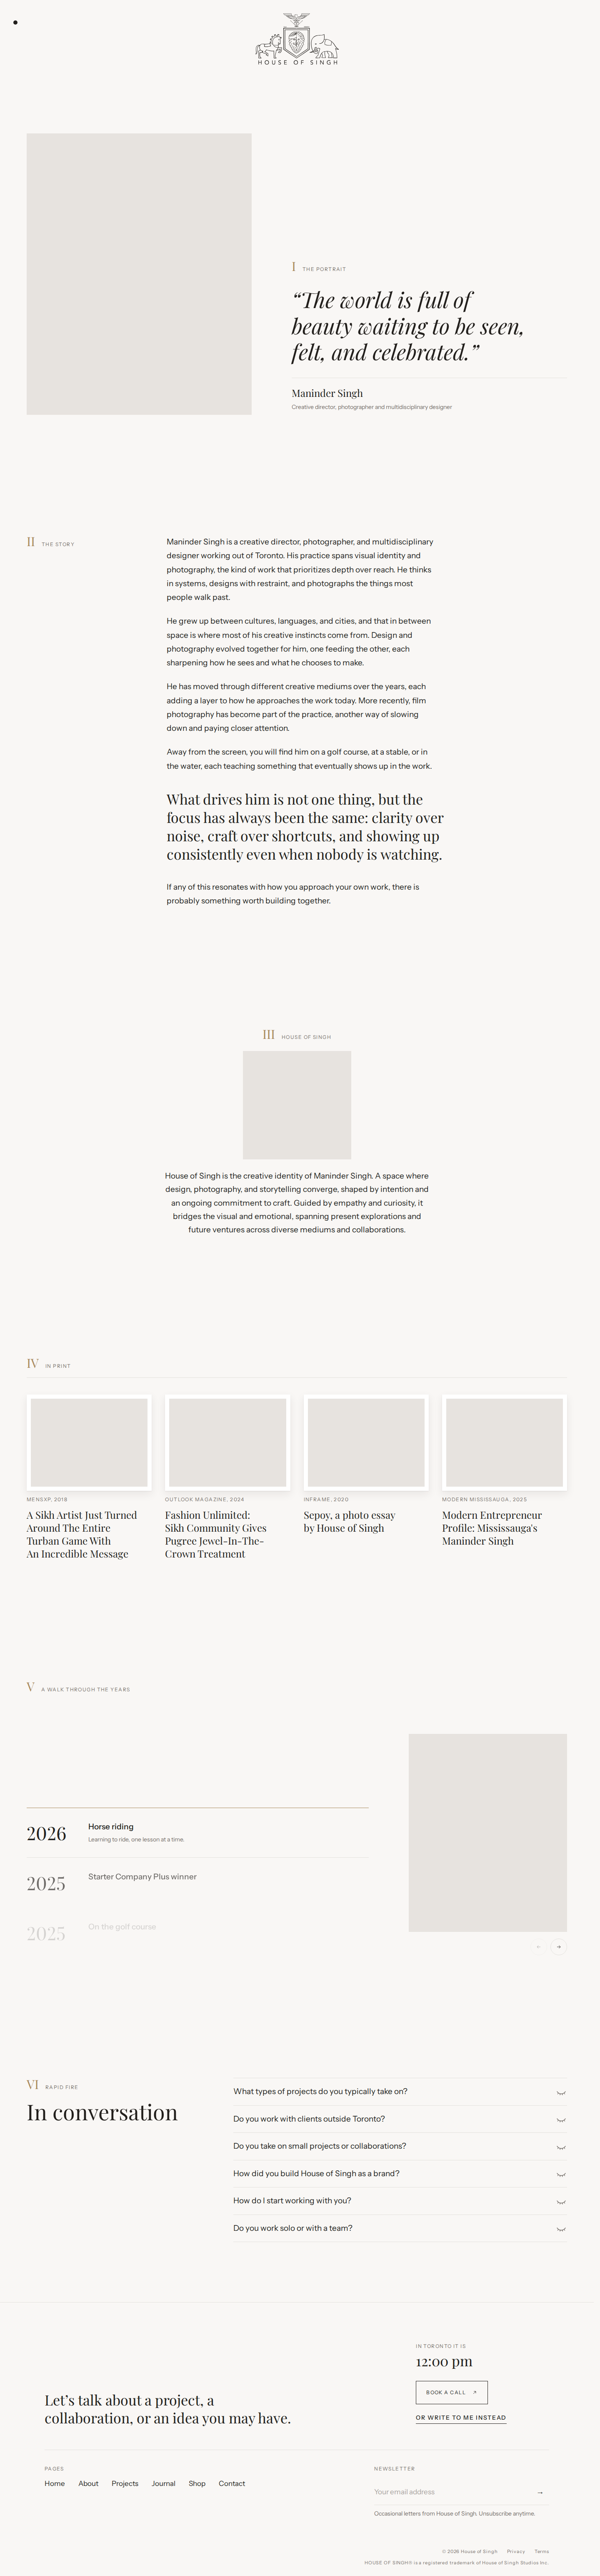 HOUSE OF SINGH
I THE PORTRAIT
“The world is full of
beauty waiting to be seen,
felt, and celebrated.”
Maninder Singh
Creative director, photographer and multidisciplinary designer
II THE STORY
Maninder Singh is a creative director, photographer, and multidisciplinary
designer working out of Toronto. His practice spans visual identity and
photography, the kind of work that prioritizes depth over reach. He thinks
in systems, designs with restraint, and photographs the things most
people walk past.
He grew up between cultures, languages, and cities, and that in between
space is where most of his creative instincts come from. Design and
photography evolved together for him, one feeding the other, each
sharpening how he sees and what he chooses to make.
He has moved through different creative mediums over the years, each
adding a layer to how he approaches the work today. More recently, film
photography has become part of the practice, another way of slowing
down and paying closer attention.
Away from the screen, you will find him on a golf course, at a stable, or in
the water, each teaching something that eventually shows up in the work.
What drives him is not one thing, but the
focus has always been the same: clarity over
noise, craft over shortcuts, and showing up
consistently even when nobody is watching.
If any of this resonates with how you approach your own work, there is
probably something worth building together.
III HOUSE OF SINGH
House of Singh is the creative identity of Maninder Singh. A space where
design, photography, and storytelling converge, shaped by intention and
an ongoing commitment to craft. Guided by empathy and curiosity, it
bridges the visual and emotional, spanning present explorations and
future ventures across diverse mediums and collaborations.
IV IN PRINT
MENSXP, 2018
A Sikh Artist Just Turned
Around The Entire
Turban Game With
An Incredible Message
OUTLOOK MAGAZINE, 2024
Fashion Unlimited:
Sikh Community Gives
Pugree Jewel-In-The-
Crown Treatment
INFRAME, 2020
Sepoy, a photo essay
by House of Singh
MODERN MISSISSAUGA, 2025
Modern Entrepreneur
Profile: Mississauga's
Maninder Singh
V A WALK THROUGH THE YEARS
2026 Horse riding
Learning to ride, one lesson at a time.
2025 Starter Company Plus winner
2025 On the golf course
← →
VI RAPID FIRE
In conversation
What types of projects do you typically take on?
Do you work with clients outside Toronto?
Do you take on small projects or collaborations?
How did you build House of Singh as a brand?
How do I start working with you?
Do you work solo or with a team?
Let’s talk about a project, a
collaboration, or an idea you may have.
IN TORONTO IT IS
12:00 pm
BOOK A CALL ↗
OR WRITE TO ME INSTEAD
PAGES
Home About Projects Journal Shop Contact
NEWSLETTER
Your email address →
Occasional letters from House of Singh. Unsubscribe anytime.
© 2026 House of Singh Privacy Terms
HOUSE OF SINGH® is a registered trademark of House of Singh Studios Inc.